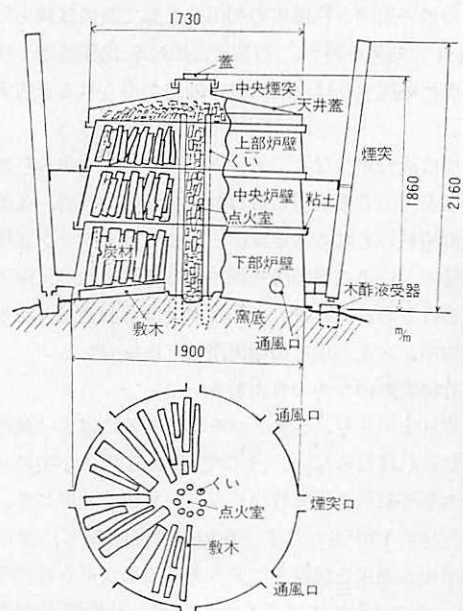 1730
蓋
中央煙突
天井蓋
上部炉壁
くい
煙突
中央炉壁
粘土
点火室
1860
2160
炭材
下部炉壁
木酢液受器
敷木
窯底
通風口
m/m
1900
通風口
くい
点火室
煙突口
敷木
通風口